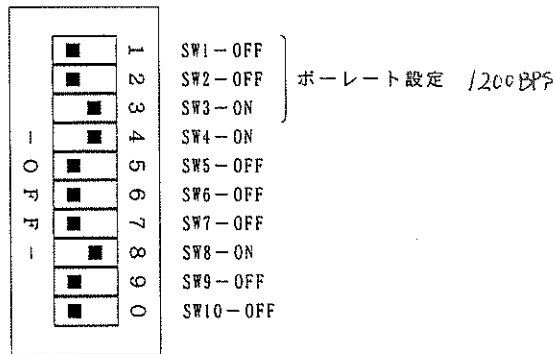 1 SW1-OFF
2 SW2-OFF ボーレート設定 1200BPS
3 SW3-ON
4 SW4-ON
5 SW5-OFF
6 SW6-OFF
7 SW7-OFF
8 SW8-ON
9 SW9-OFF
0 SW10-OFF
-OFF-